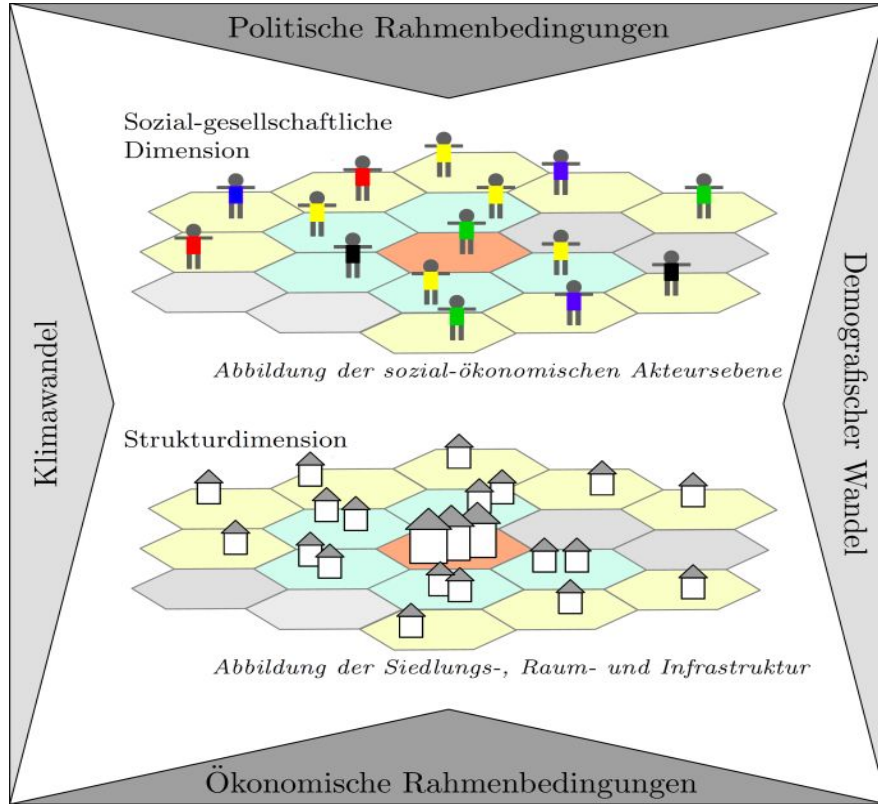 Politische Rahmenbedingungen
Sozial-gesellschaftliche
Dimension
Abbildung der sozial-ökonomischen Akteursebene
Klimawandel
Demografischer Wandel
Strukturdimension
Abbildung der Siedlungs-, Raum- und Infrastruktur
Ökonomische Rahmenbedingungen